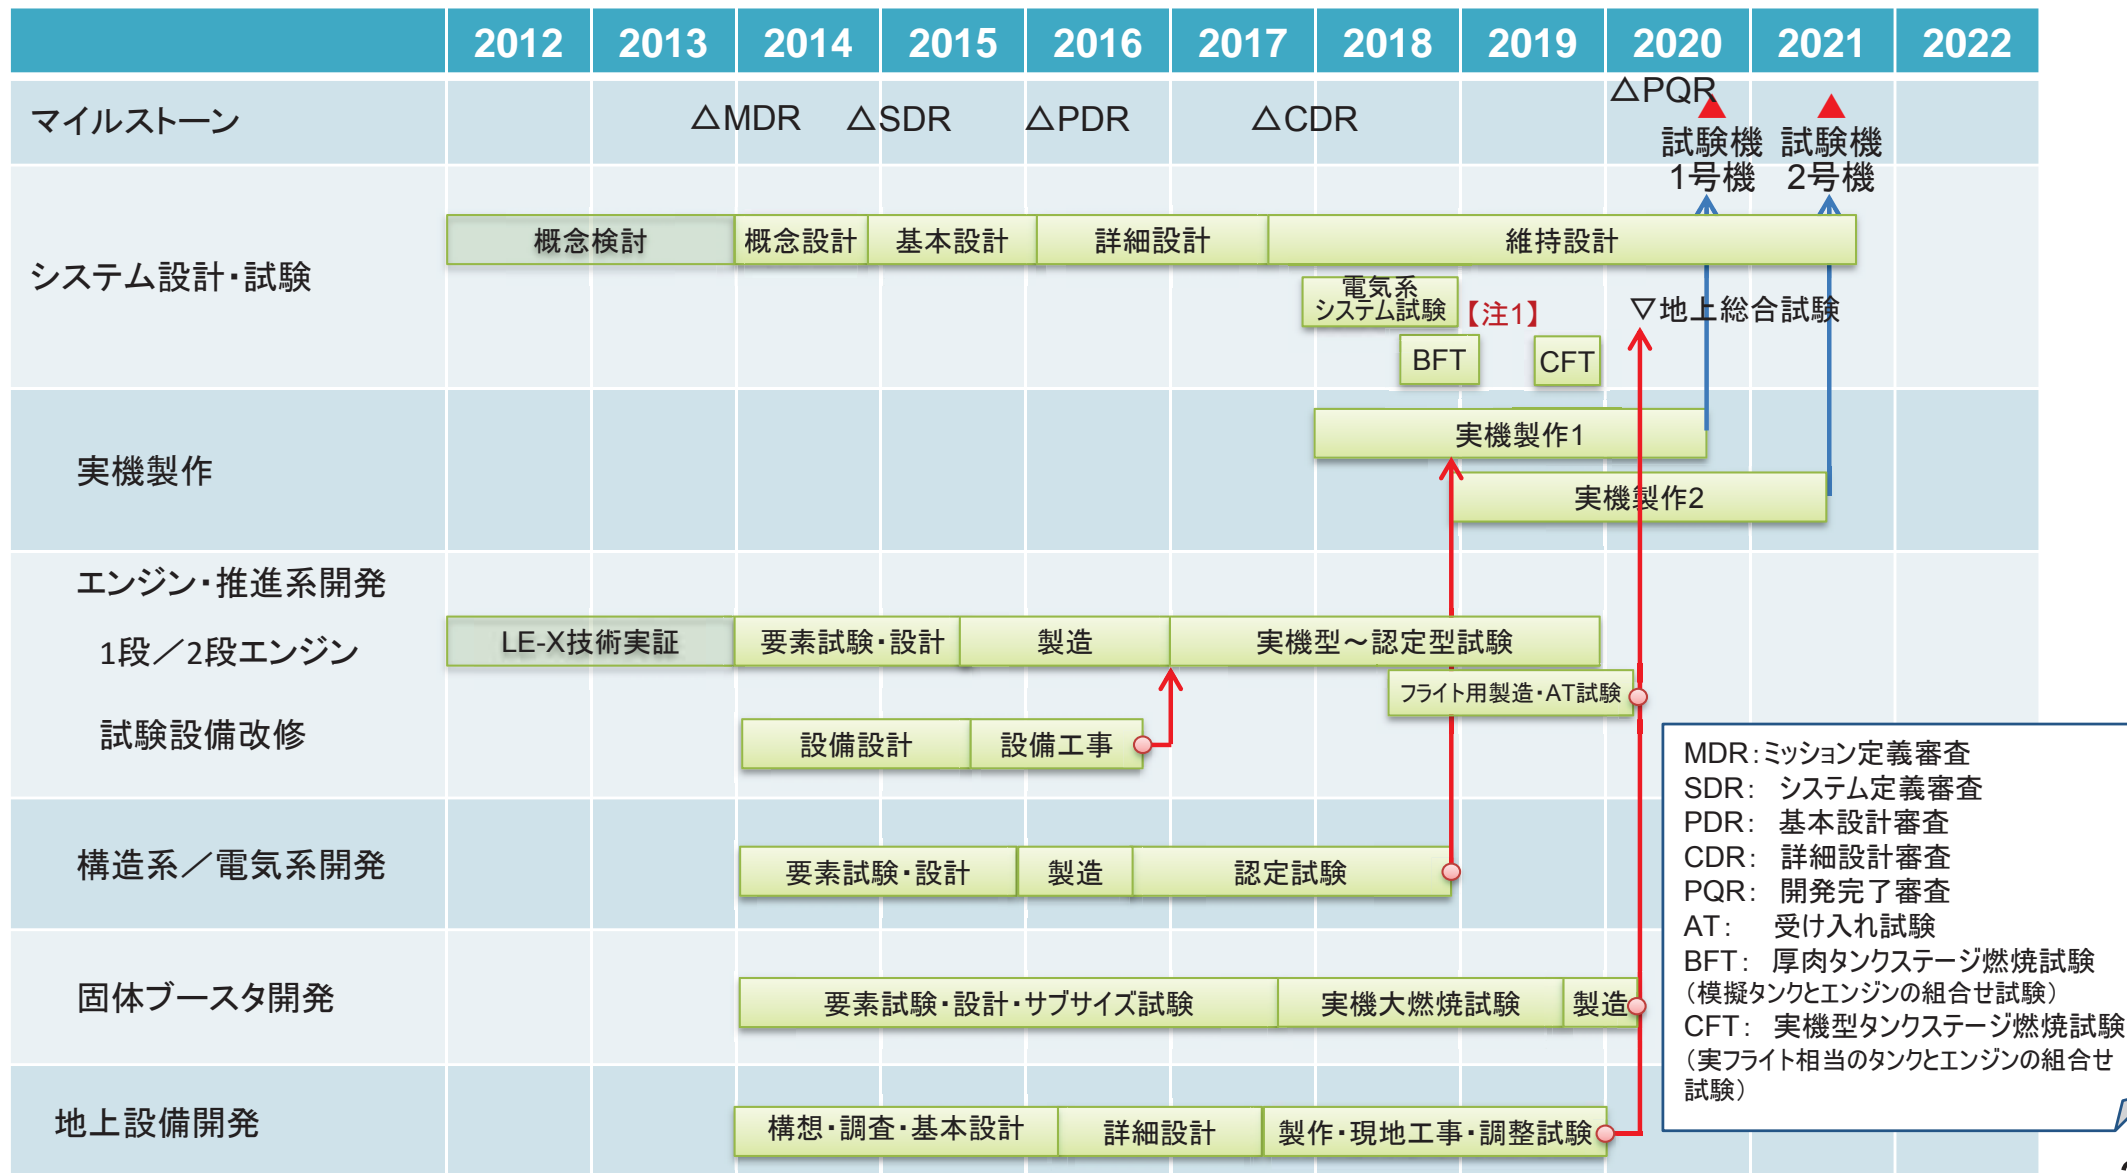 2012 2013 2014 2015 2016 2017 2018 2019 2020 2021 2022
マイルストーン
△MDR △SDR △PDR △CDR △PQR
試験機
1号機
試験機
2号機
システム設計・試験
概念検討 概念設計 基本設計 詳細設計 維持設計
電気系
システム試験
【注1】
▽地上総合試験
BFT CFT
実機製作
実機製作1
実機製作2
エンジン・推進系開発
1段／2段エンジン
LE-X技術実証 要素試験・設計 製造 実機型～認定型試験
フライト用製造・AT試験
試験設備改修
設備設計 設備工事
構造系／電気系開発
要素試験・設計 製造 認定試験
固体ブースタ開発
要素試験・設計・サブサイズ試験 実機大燃焼試験 製造
地上設備開発
構想・調査・基本設計 詳細設計 製作・現地工事・調整試験
MDR：ミッション定義審査
SDR： システム定義審査
PDR： 基本設計審査
CDR： 詳細設計審査
PQR： 開発完了審査
AT： 受け入れ試験
BFT： 厚肉タンクステージ燃焼試験
（模擬タンクとエンジンの組合せ試験）
CFT： 実機型タンクステージ燃焼試験
（実フライト相当のタンクとエンジンの組合せ
試験）